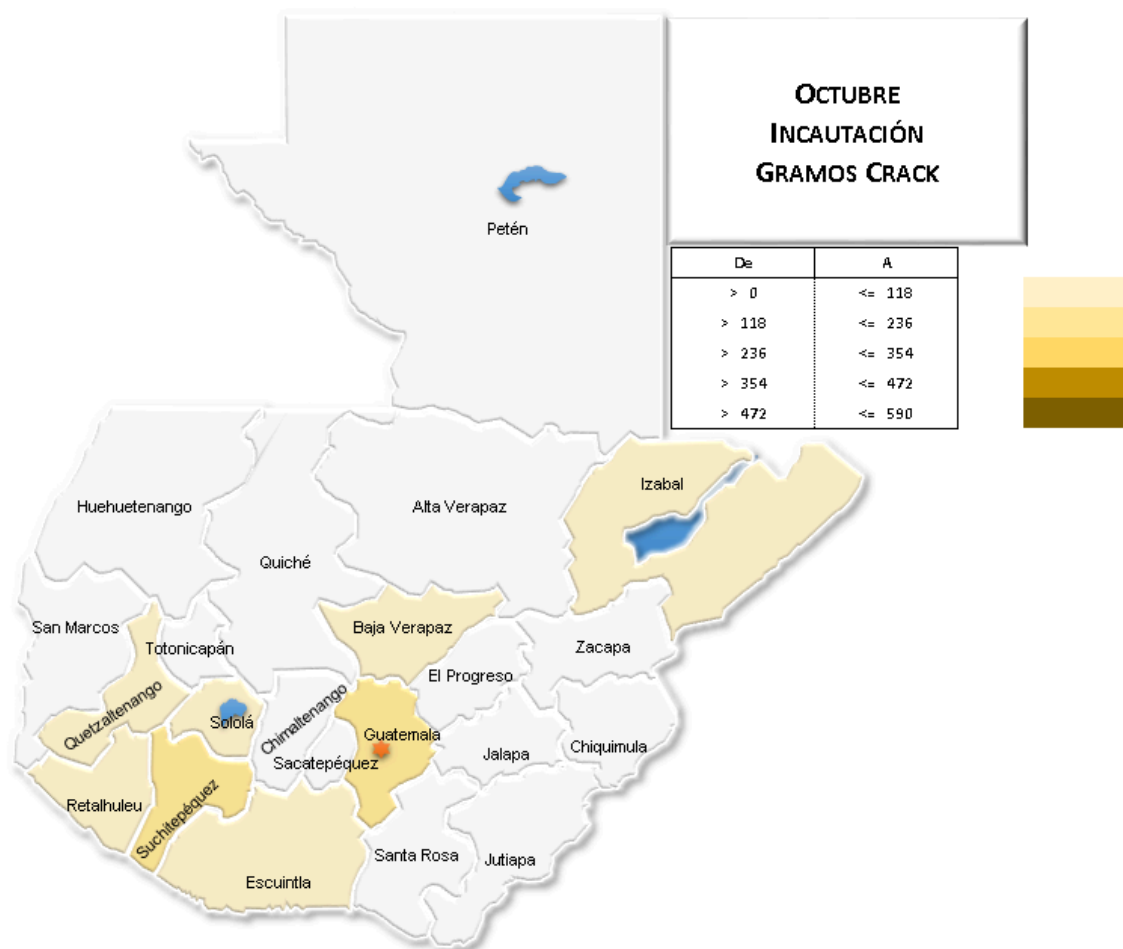 OCTUBRE
INCAUTACIÓN
GRAMOS CRACK
Petén
De A
> 0 <= 118
> 118 <= 236
> 236 <= 354
> 354 <= 472
> 472 <= 590
Izabal
Huehuetenango
Alta Verapaz
Quiché
San Marcos
Baja Verapaz
Totonicapán
Zacapa
El Progreso
Quetzaltenango
Sololá
Chimaltenango
Guatemala
Sacatepéquez
Jalapa
Chiquimula
Retalhuleu
Suchitepéquez
Santa Rosa
Jutiapa
Escuintla